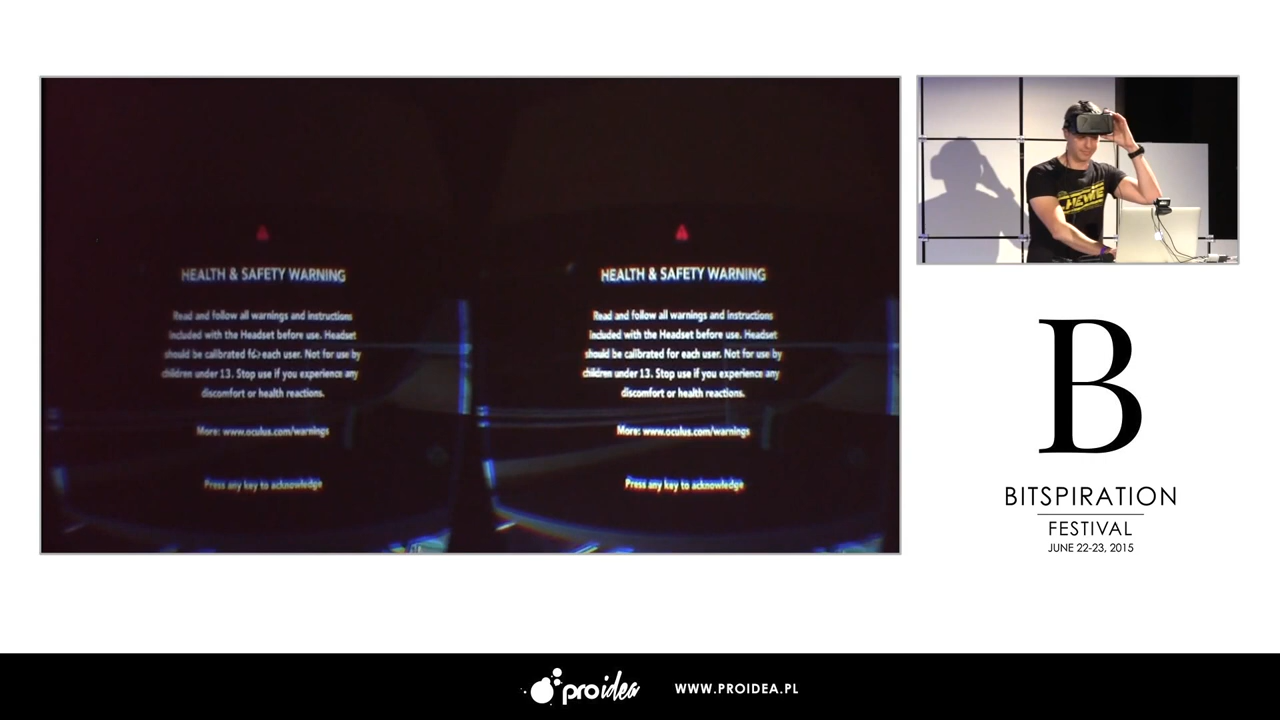 HEALTH & SAFETY WARNING
Read and follow all warnings and instructions
included with the Headset before use. Headset
should be calibrated for each user. Not for use by
children under 13. Stop use if you experience any
discomfort or health reactions.
More: www.oculus.com/warnings
Press any key to acknowledge
HEALTH & SAFETY WARNING
Read and follow all warnings and instructions
included with the Headset before use. Headset
should be calibrated for each user. Not for use by
children under 13. Stop use if you experience any
discomfort or health reactions.
More: www.oculus.com/warnings
Press any key to acknowledge
B
BITSPIRATION
FESTIVAL
JUNE 22-23, 2015
proidea
WWW.PROIDEA.PL